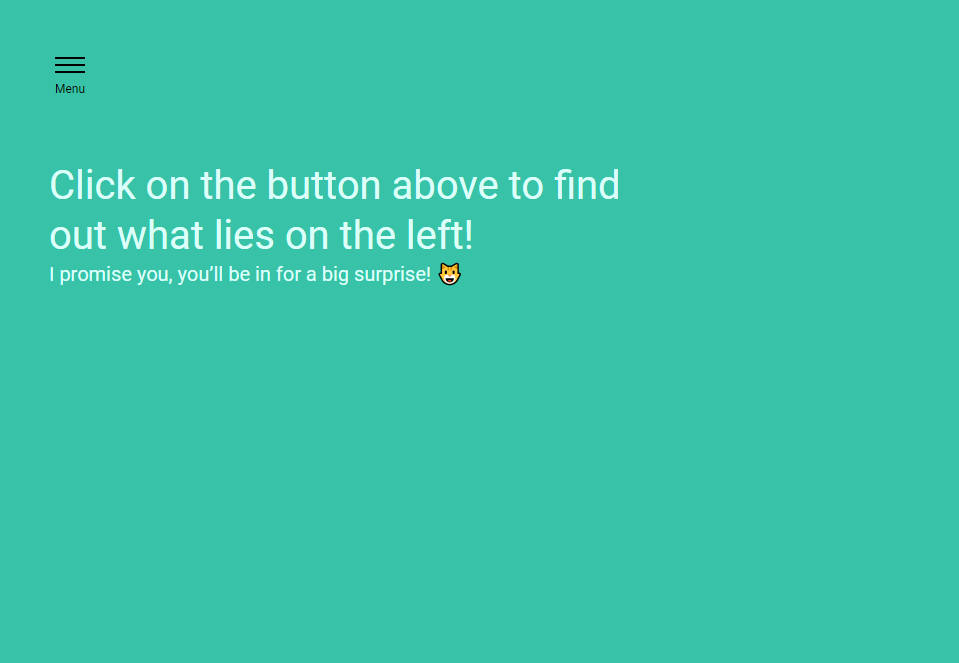 Menu
Click on the button above to find
out what lies on the left!
I promise you, you’ll be in for a big surprise! 😺